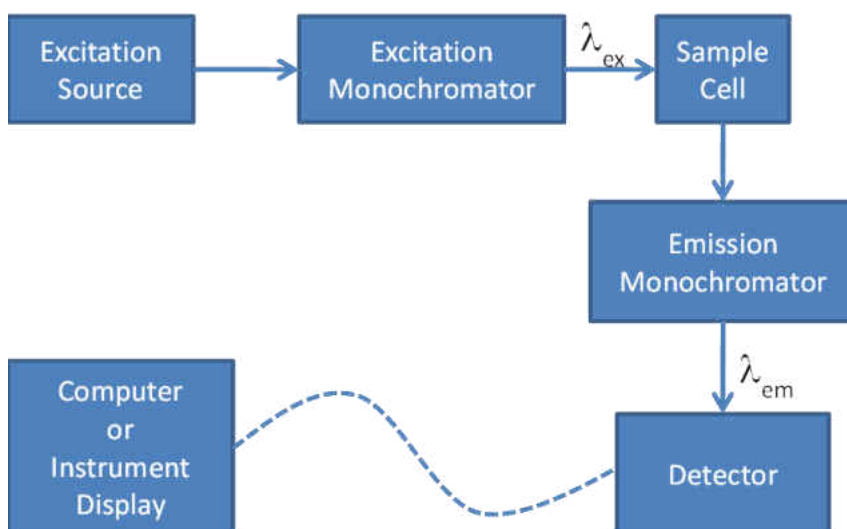 Excitation
Source
Excitation
Monochromator
λex
Sample
Cell
Emission
Monochromator
λem
Computer
or
Instrument
Display
Detector